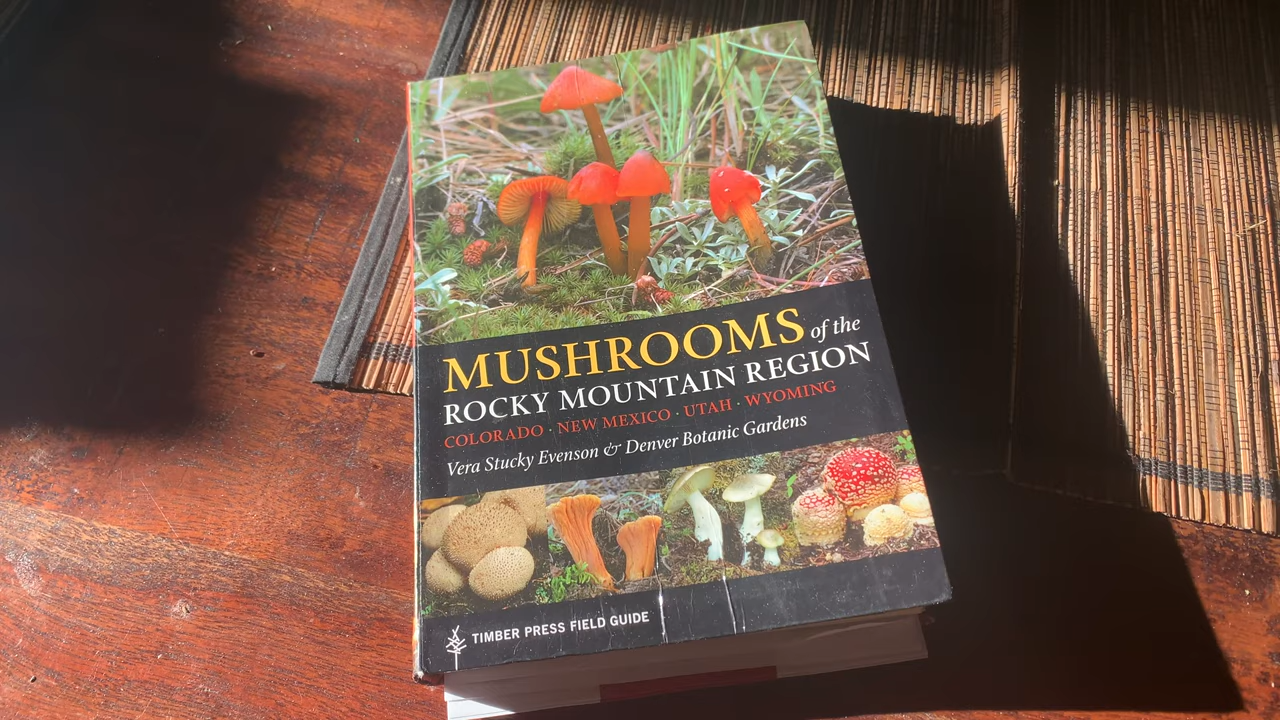 MUSHROOMS of the
ROCKY MOUNTAIN REGION
COLORADO · NEW MEXICO · UTAH · WYOMING
Vera Stucky Evenson & Denver Botanic Gardens
TIMBER PRESS FIELD GUIDE